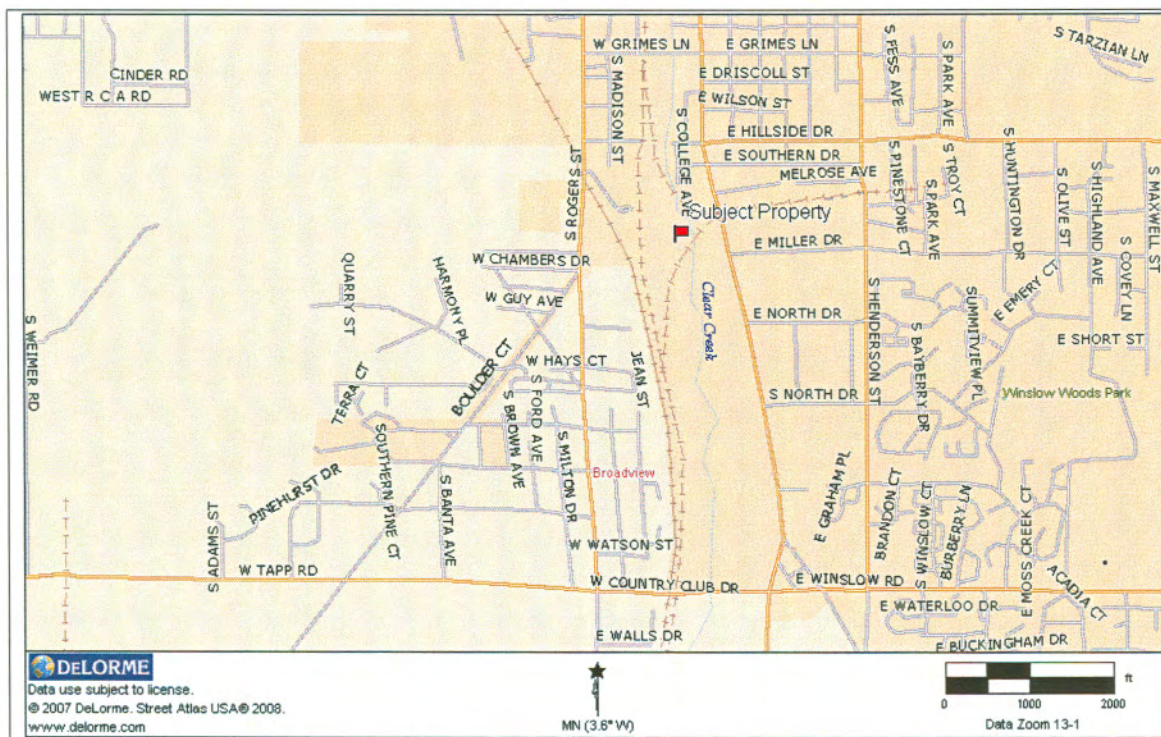 W GRIMES LN
E GRIMES LN
S TARZIAN LN
CINDER RD
WEST R C A RD
S MADISON ST
E DRISCOLL ST
S FESS AVE
S PARK AVE
E WILSON ST
S COLLEGE AVE
E HILLSIDE DR
E SOUTHERN DR
MELROSE AVE
S ROGERS ST
S PINESTONE CT
S TROY CT
S PARK AVE
S HUNTINGTON DR
S OLIVE ST
S HIGHLAND AVE
S MAXWELL ST
S COVEY LN
Subject Property
E MILLER DR
W CHAMBERS DR
W GUY AVE
QUARRY ST
HARMONY PL
Clear Creek
E NORTH DR
S HENDERSON ST
E EMERY CT
SUMMITVIEW PL
E SHORT ST
S WEIMER RD
BOULDER CT
W HAYS CT
JEAN ST
S BAYBERRY DR
TERRA CT
S NORTH DR
Winslow Woods Park
S BROWN AVE
S FORD AVE
S MILTON DR
Broadview
SOUTHERN PINE CT
PINEHURST DR
S BANTA AVE
S ADAMS ST
E GRAHAM PL
BRANDON CT
S WINSLOW CT
BURBERRY LN
E MOSS CREEK CT
ACADIA CT
W WATSON ST
W TAPP RD
W COUNTRY CLUB DR
E WINSLOW RD
E WATERLOO DR
E WALLS DR
E BUCKINGHAM DR
DELORME
Data use subject to license.
© 2007 DeLorme. Street Atlas USA® 2008.
www.delorme.com
MN (3.6° W)
ft
0 1000 2000
Data Zoom 13-1